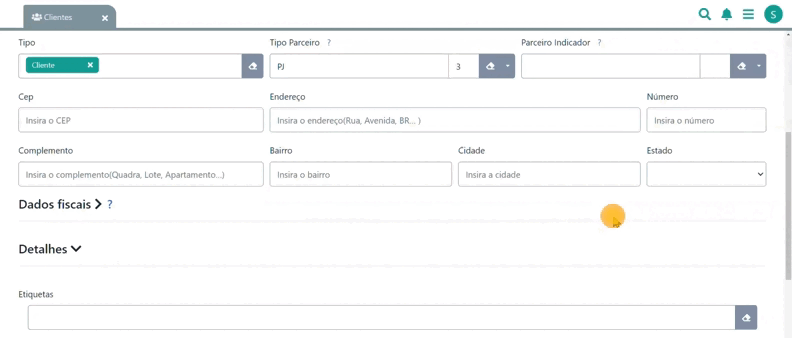 Clientes x S
Tipo Tipo Parceiro ? Parceiro Indicador ?
Cliente x PJ 3
Cep Endereço Número
Insira o CEP Insira o endereço(Rua, Avenida, BR... ) Insira o número
Complemento Bairro Cidade Estado
Insira o complemento(Quadra, Lote, Apartamento...) Insira o bairro Insira a cidade
Dados fiscais ?
Detalhes
Etiquetas